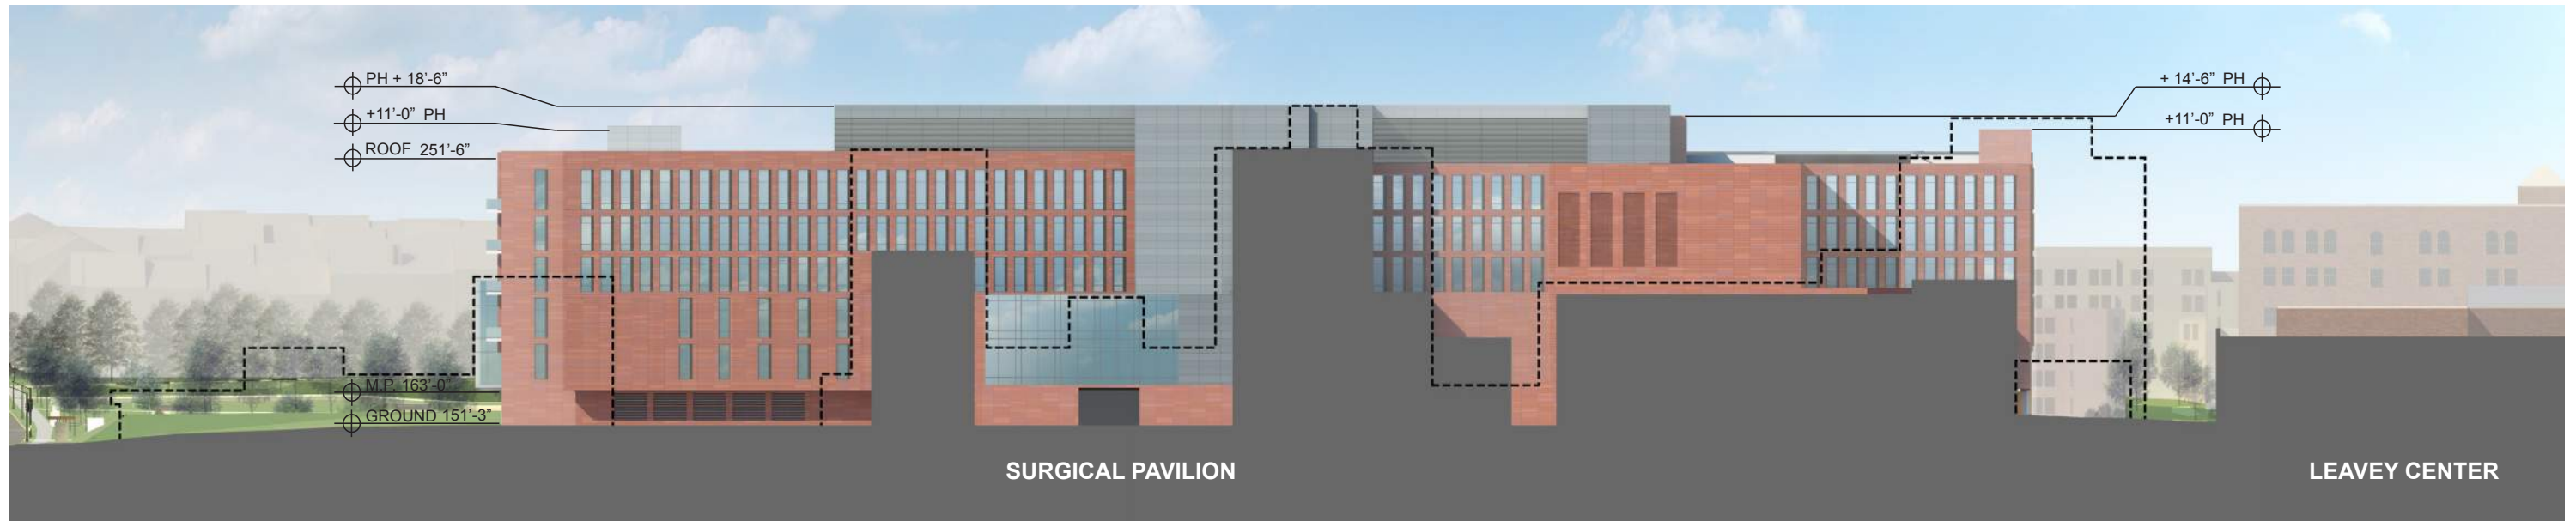 PH + 18'-6"
+11'-0" PH
ROOF 251'-6"
M.P. 163'-0"
GROUND 151'-3"
+ 14'-6" PH
+11'-0" PH
SURGICAL PAVILION
LEAVEY CENTER